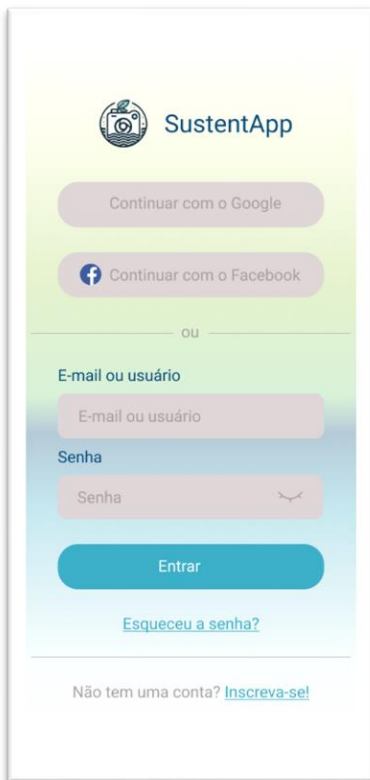 SustentApp
Continuar com o Google
Continuar com o Facebook
ou
E-mail ou usuário
E-mail ou usuário
Senha
Senha
Entrar
Esqueceu a senha?
Não tem uma conta? Inscreva-se!